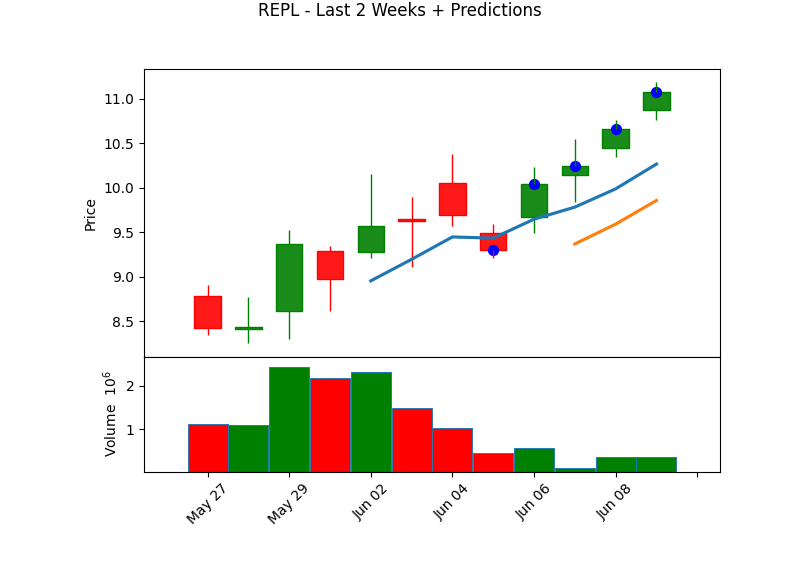 REPL - Last 2 Weeks + Predictions
11.0
10.5
10.0
9.5
9.0
8.5
Price
2
1
Volume 10^6
May 27
May 29
Jun 02
Jun 04
Jun 06
Jun 08